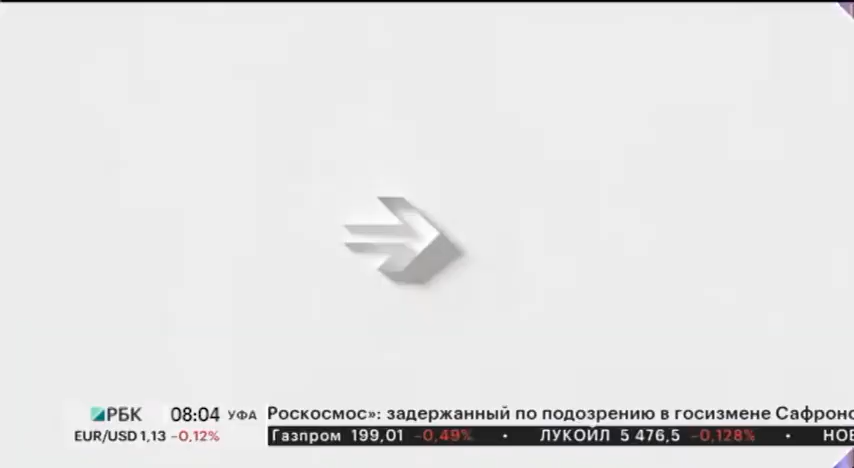 РБК 08:04 УФА Роскосмос»: задержанный по подозрению в госизмене Сафроно
EUR/USD 1,13 -0,12% Газпром 199,01 -0,49% • ЛУКОЙЛ 5 476,5 -0,128% • НОВ